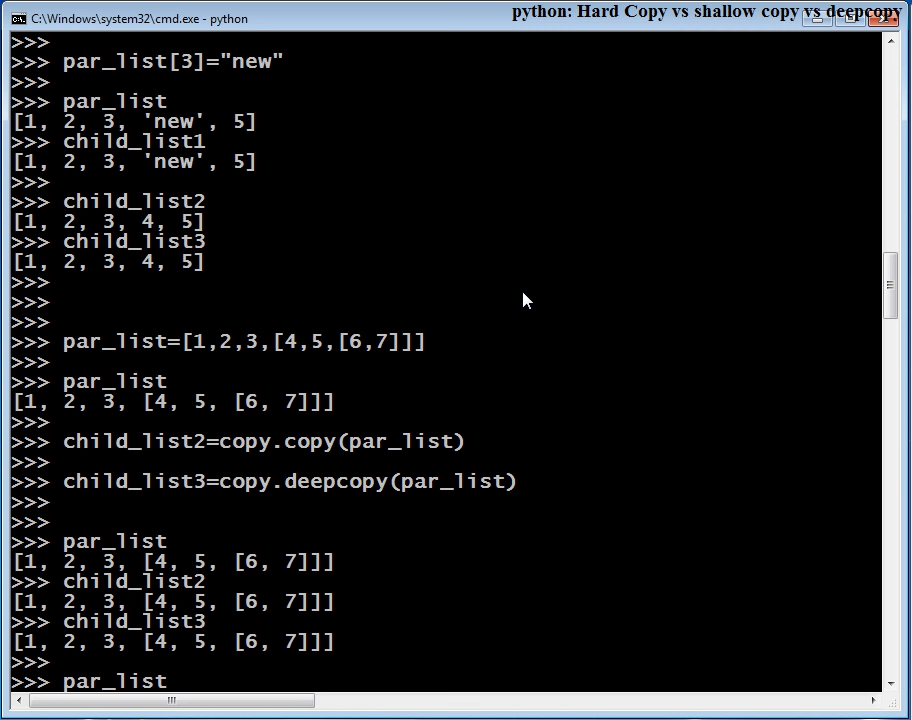 C:\Windows\system32\cmd.exe - python
python: Hard Copy vs shallow copy vs deepcopy
>>>
>>> par_list[3]="new"
>>>
>>> par_list
[1, 2, 3, 'new', 5]
>>> child_list1
[1, 2, 3, 'new', 5]
>>>
>>> child_list2
[1, 2, 3, 4, 5]
>>> child_list3
[1, 2, 3, 4, 5]
>>>
>>>
>>>
>>> par_list=[1,2,3,[4,5,[6,7]]]
>>>
>>> par_list
[1, 2, 3, [4, 5, [6, 7]]]
>>>
>>> child_list2=copy.copy(par_list)
>>>
>>> child_list3=copy.deepcopy(par_list)
>>>
>>>
>>> par_list
[1, 2, 3, [4, 5, [6, 7]]]
>>> child_list2
[1, 2, 3, [4, 5, [6, 7]]]
>>> child_list3
[1, 2, 3, [4, 5, [6, 7]]]
>>>
>>> par_list